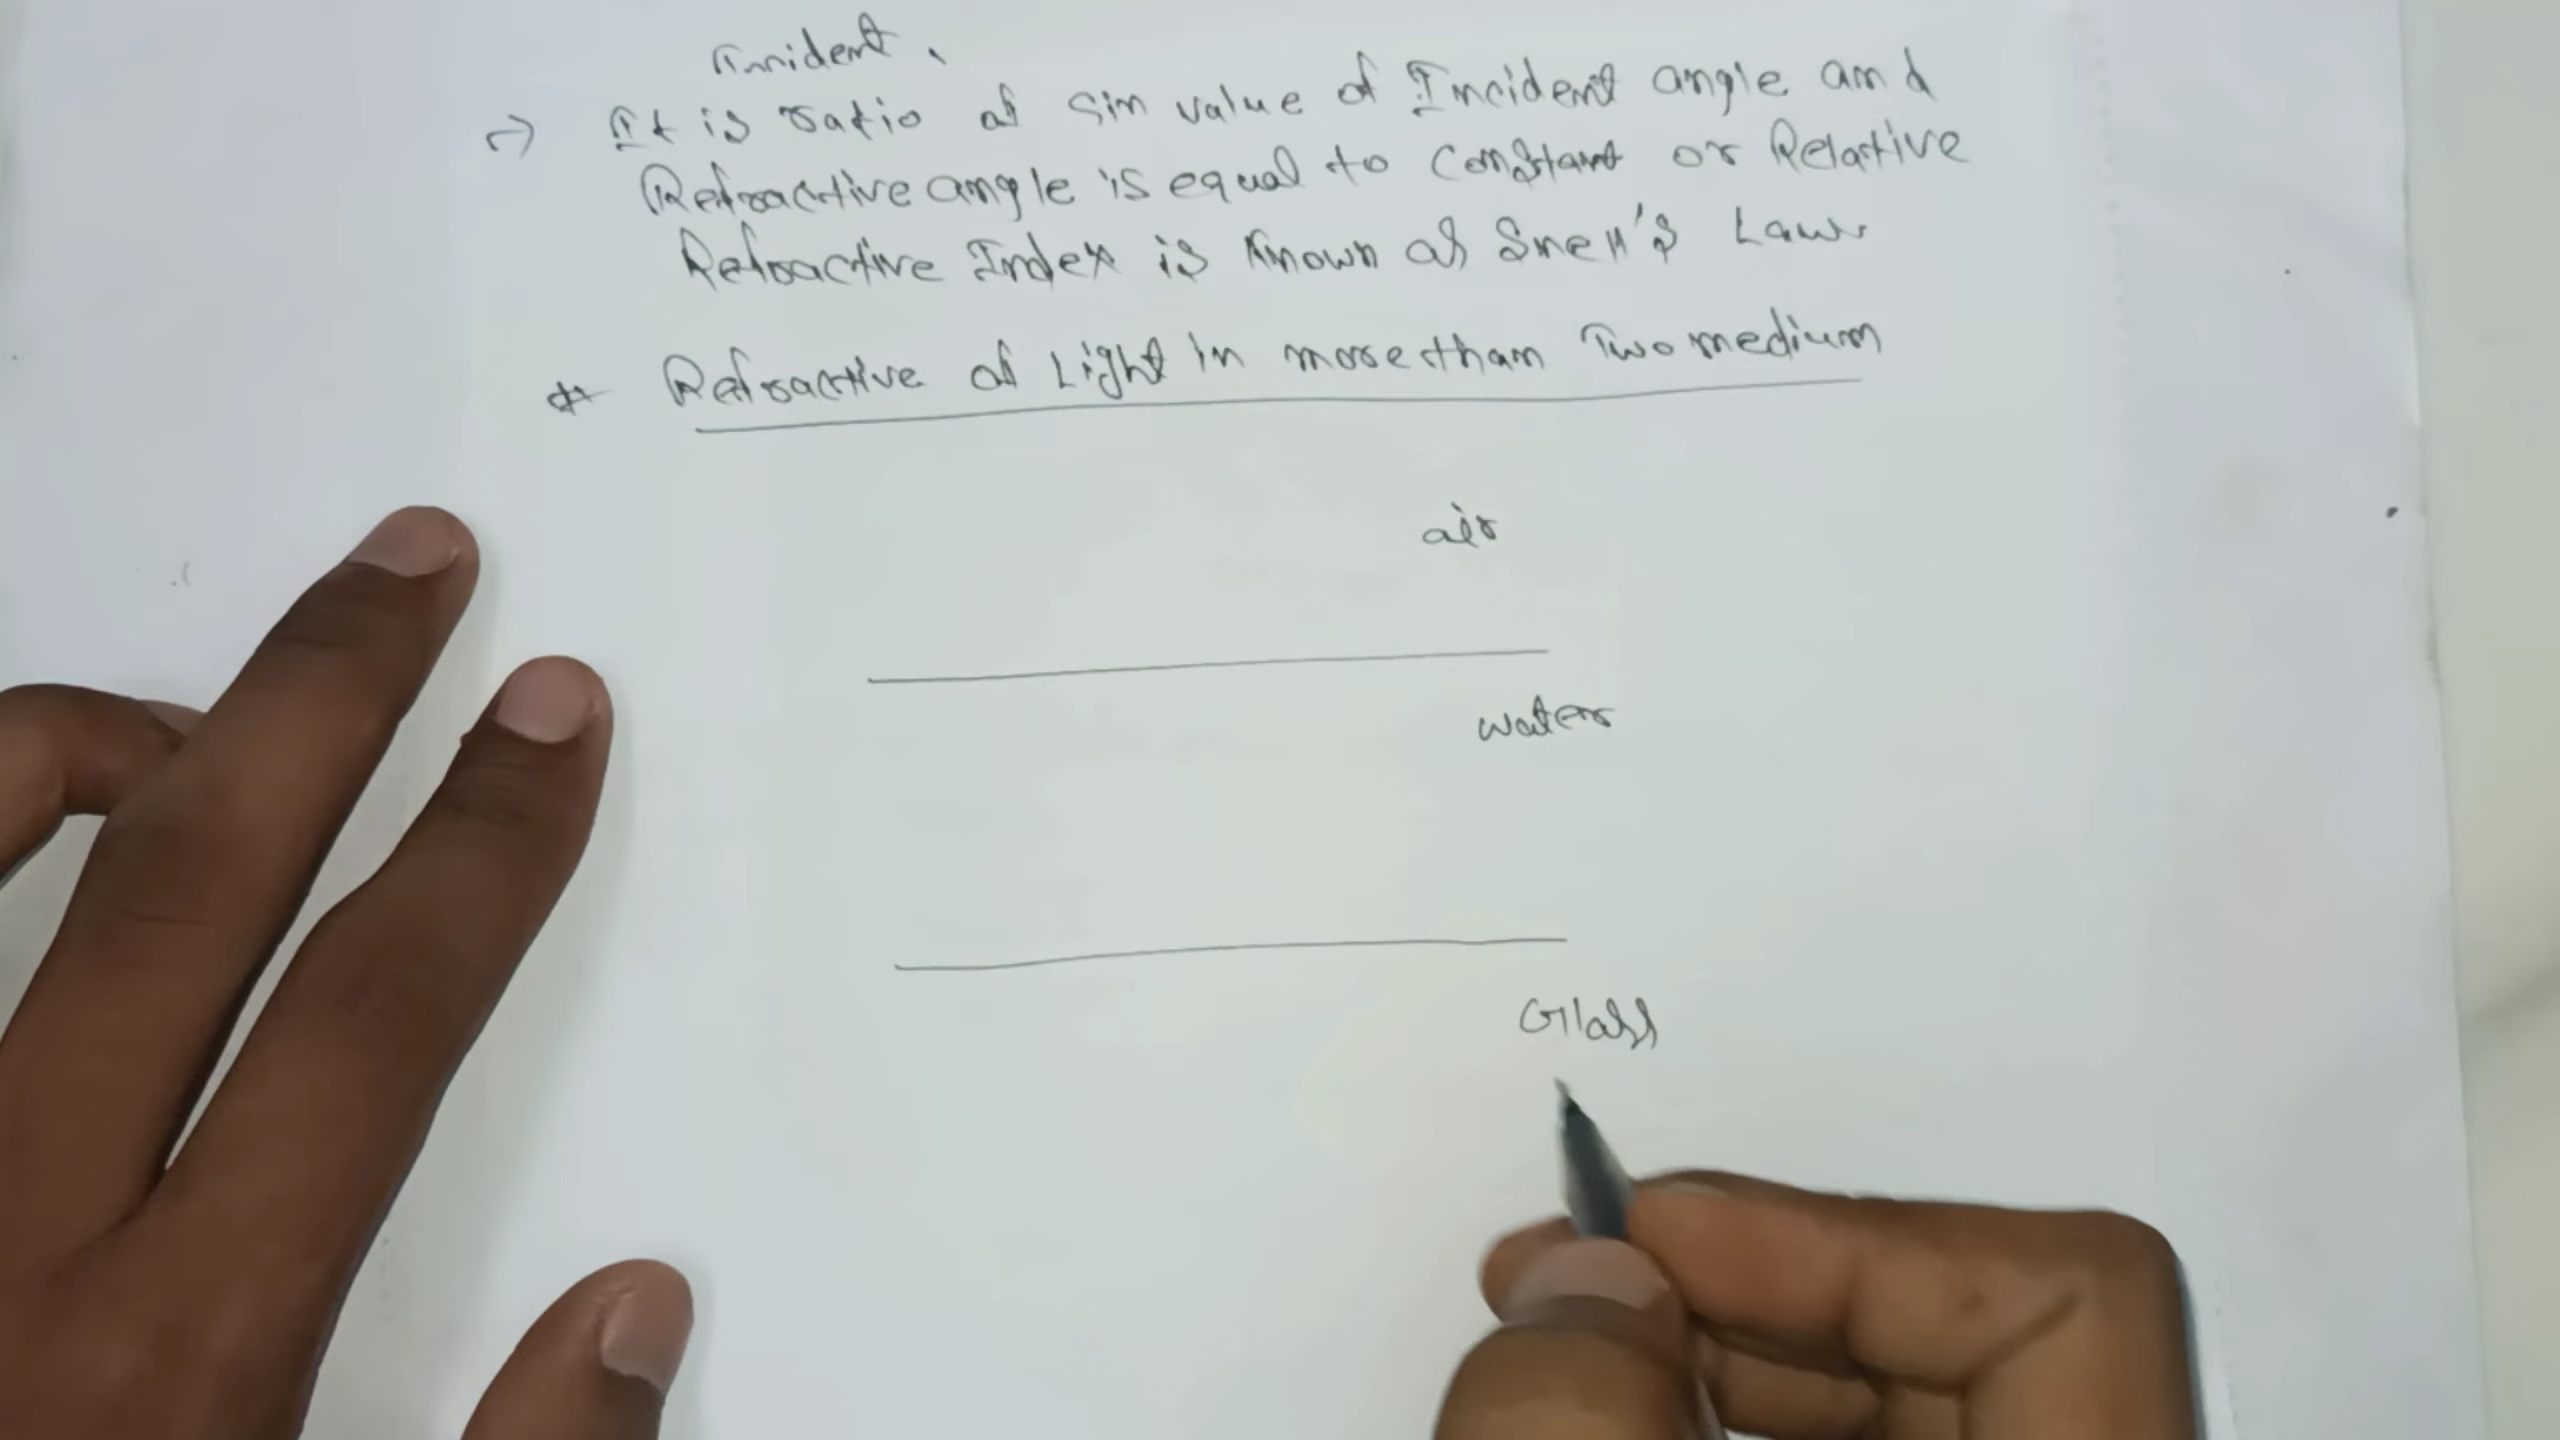 Incident.
→ It is ratio of sin value of Incident angle and
Refractive angle is equal to Constant or Relative
Refractive Index is Known as Snell's Law
* Refractive of Light in more than Two medium
air
water
Glass